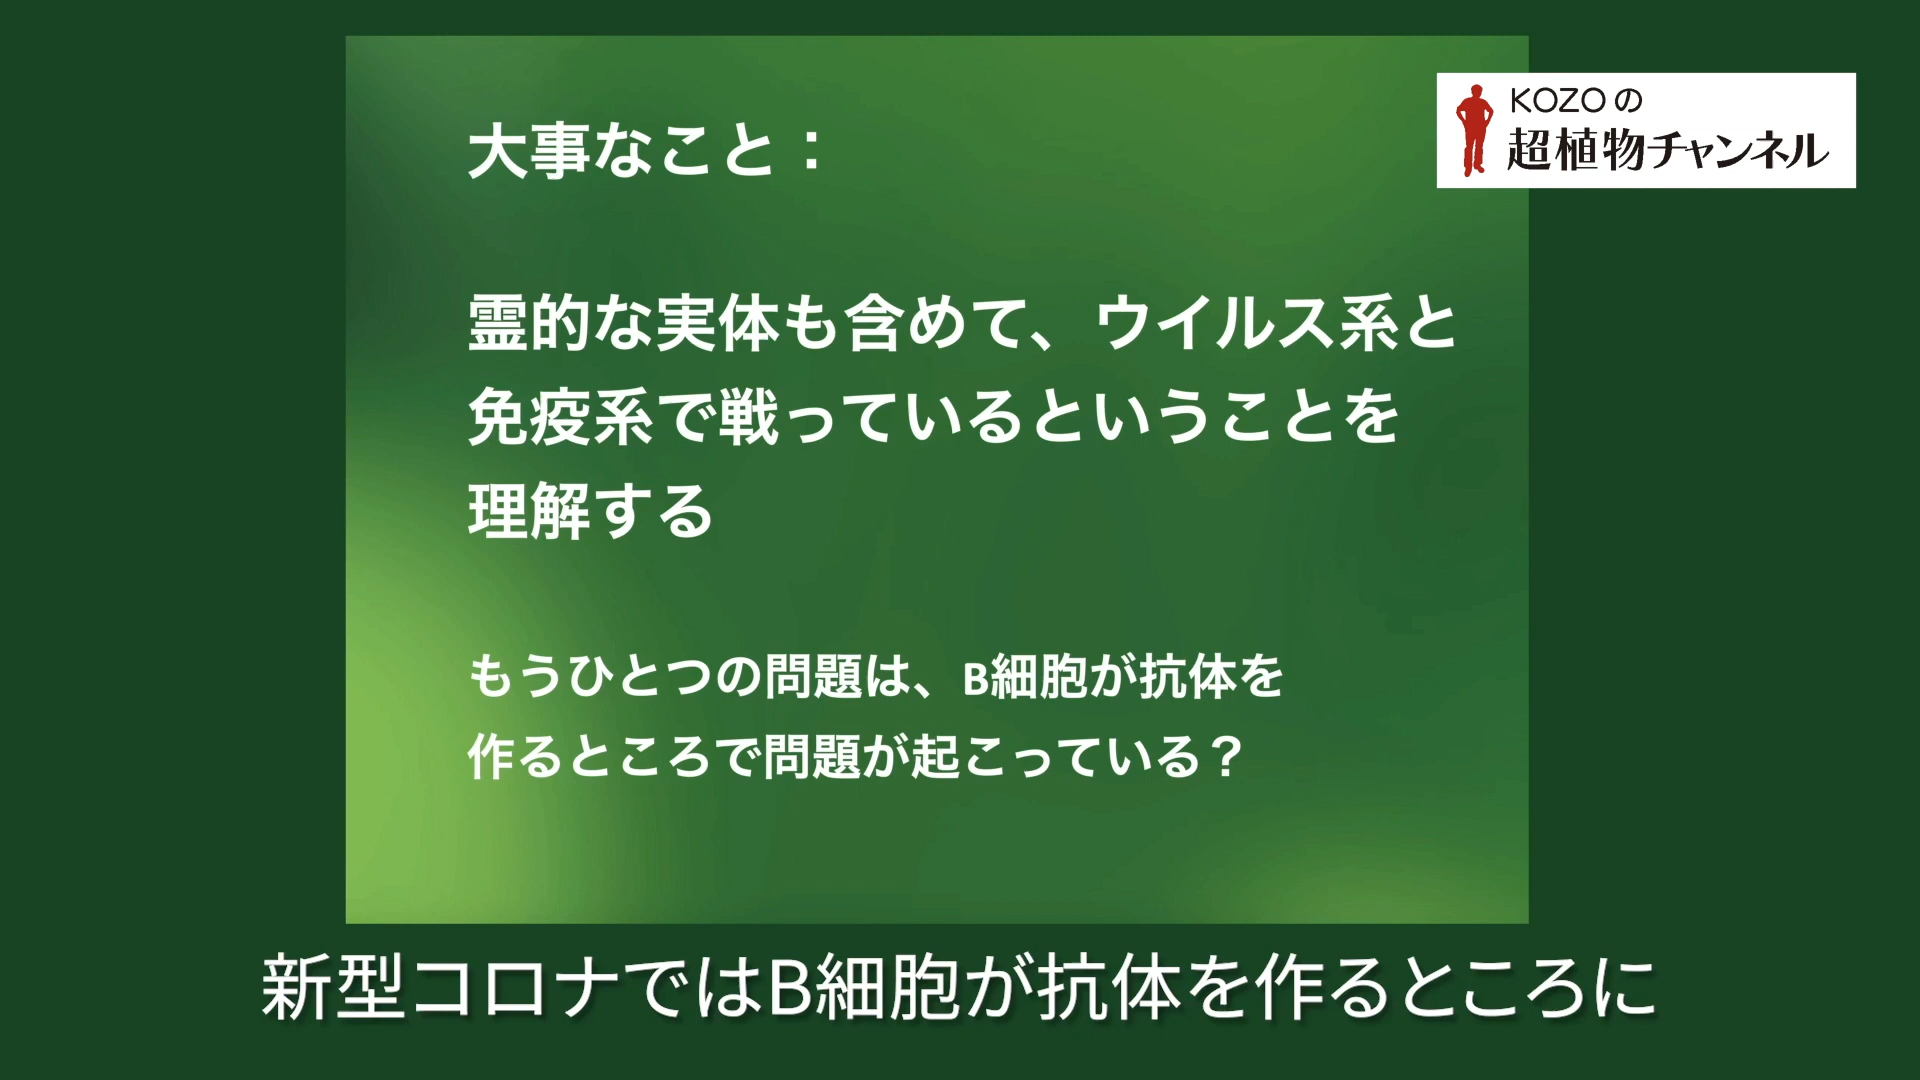 大事なこと：
KOZOの
超植物チャンネル
霊的な実体も含めて、ウイルス系と
免疫系で戦っているということを
理解する
もうひとつの問題は、B細胞が抗体を
作るところで問題が起こっている？
新型コロナではB細胞が抗体を作るところに